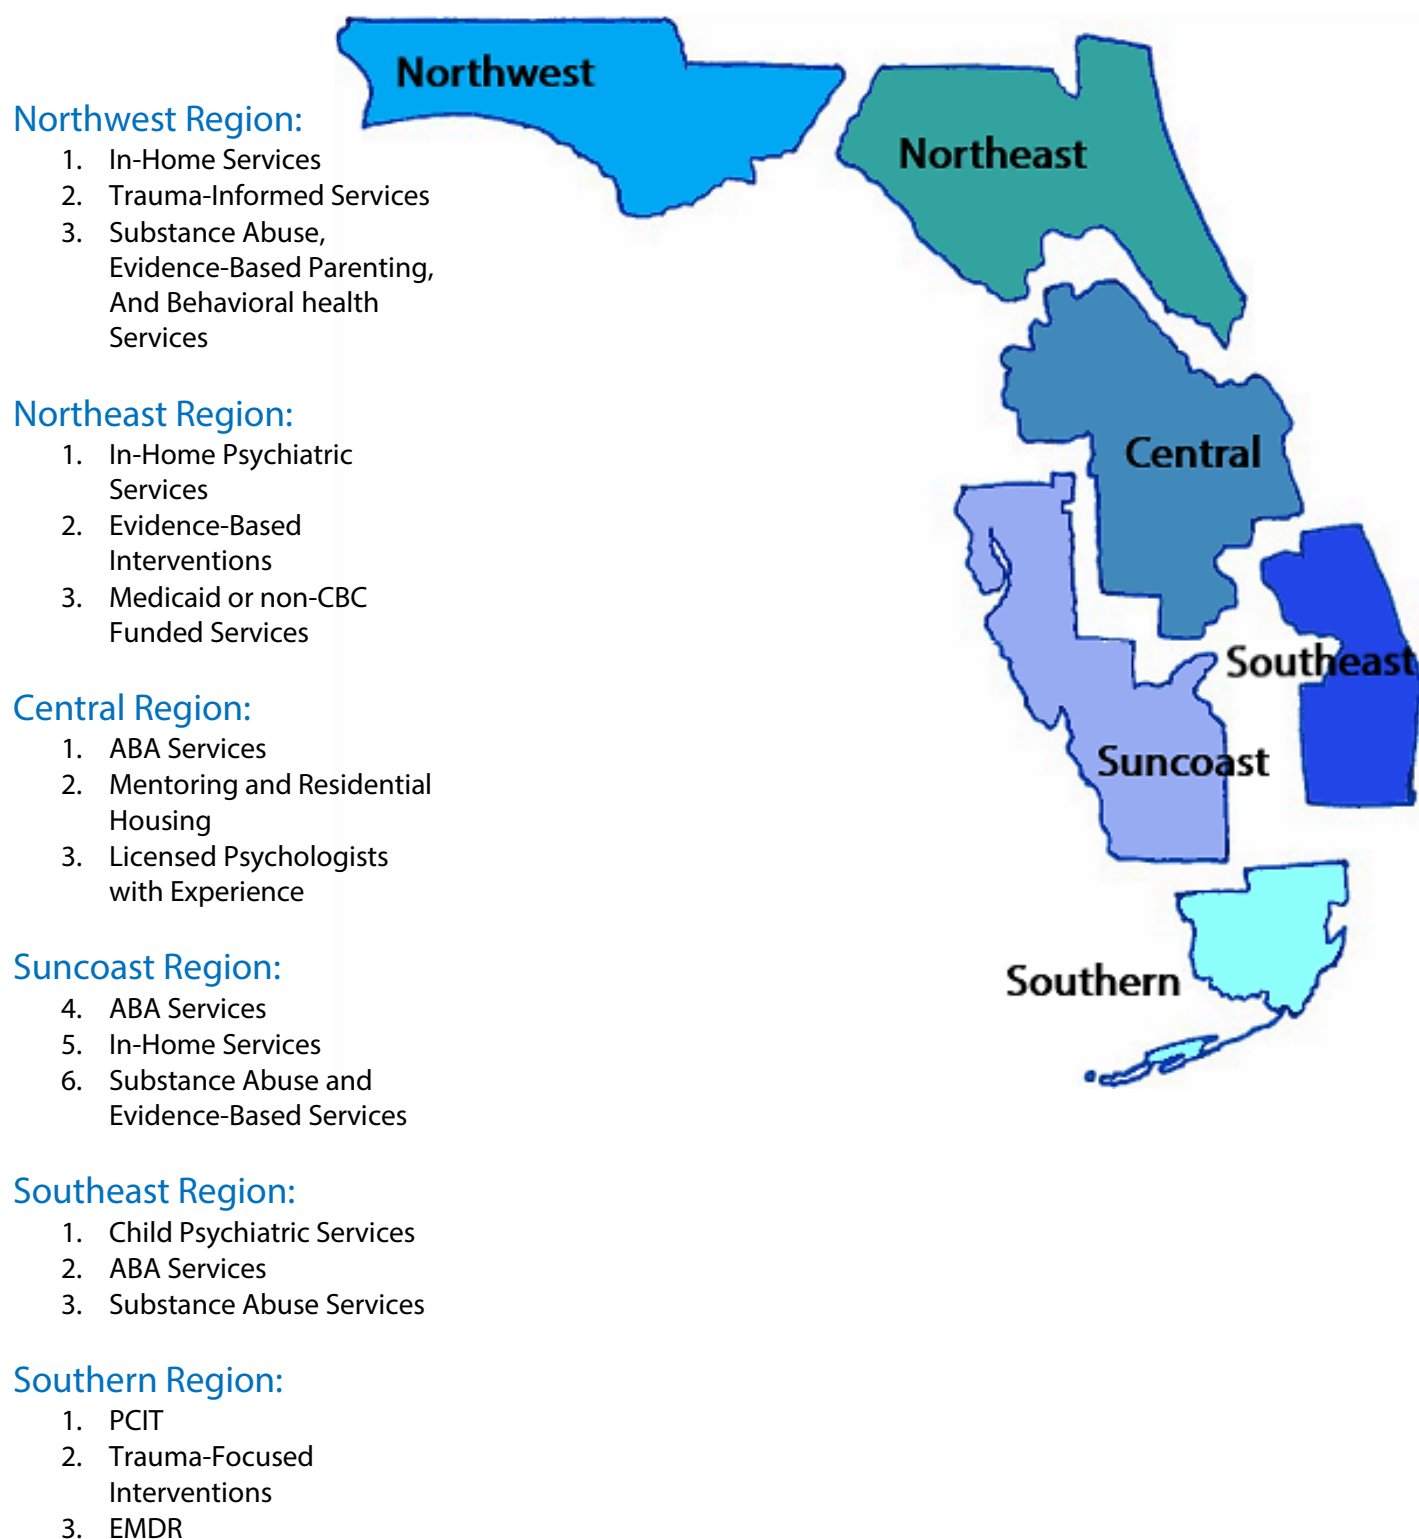 Northwest
Northeast
Central
Southeast
Suncoast
Southern
Northwest Region:
1. In-Home Services
2. Trauma-Informed Services
3. Substance Abuse,
Evidence-Based Parenting,
And Behavioral health
Services
Northeast Region:
1. In-Home Psychiatric
Services
2. Evidence-Based
Interventions
3. Medicaid or non-CBC
Funded Services
Central Region:
1. ABA Services
2. Mentoring and Residential
Housing
3. Licensed Psychologists
with Experience
Suncoast Region:
4. ABA Services
5. In-Home Services
6. Substance Abuse and
Evidence-Based Services
Southeast Region:
1. Child Psychiatric Services
2. ABA Services
3. Substance Abuse Services
Southern Region:
1. PCIT
2. Trauma-Focused
Interventions
3. EMDR